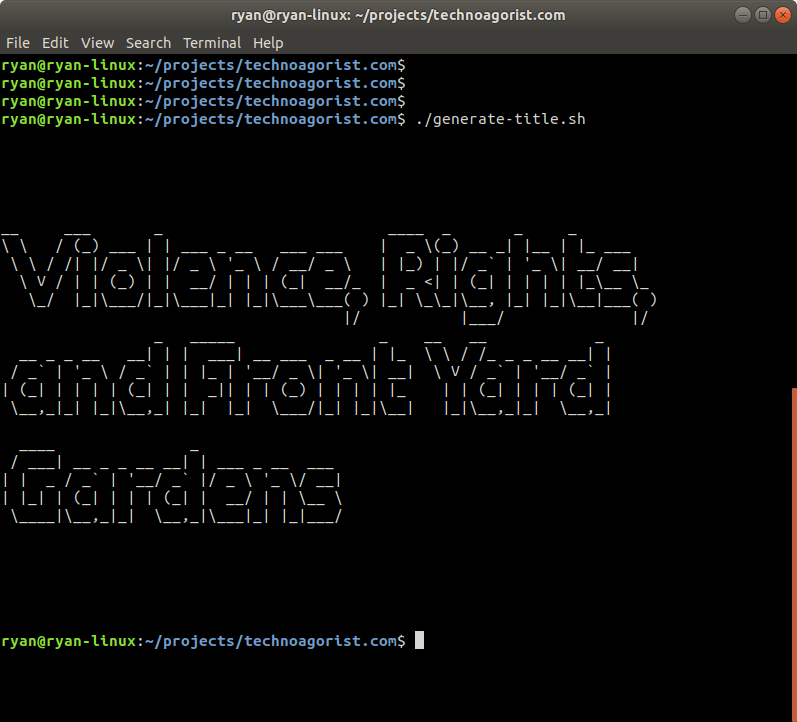 ryan@ryan-linux: ~/projects/technoagorist.com
File Edit View Search Terminal Help
ryan@ryan-linux:~/projects/technoagorist.com$
ryan@ryan-linux:~/projects/technoagorist.com$
ryan@ryan-linux:~/projects/technoagorist.com$
ryan@ryan-linux:~/projects/technoagorist.com$ ./generate-title.sh
Violence, Rights,
and Front Yard
Gardens
ryan@ryan-linux:~/projects/technoagorist.com$